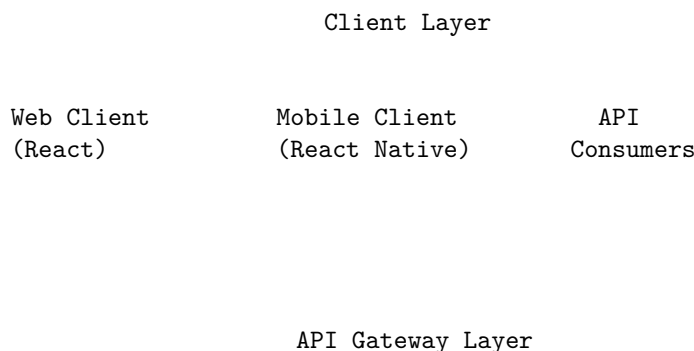 Client Layer
Web Client Mobile Client API
(React) (React Native) Consumers
API Gateway Layer